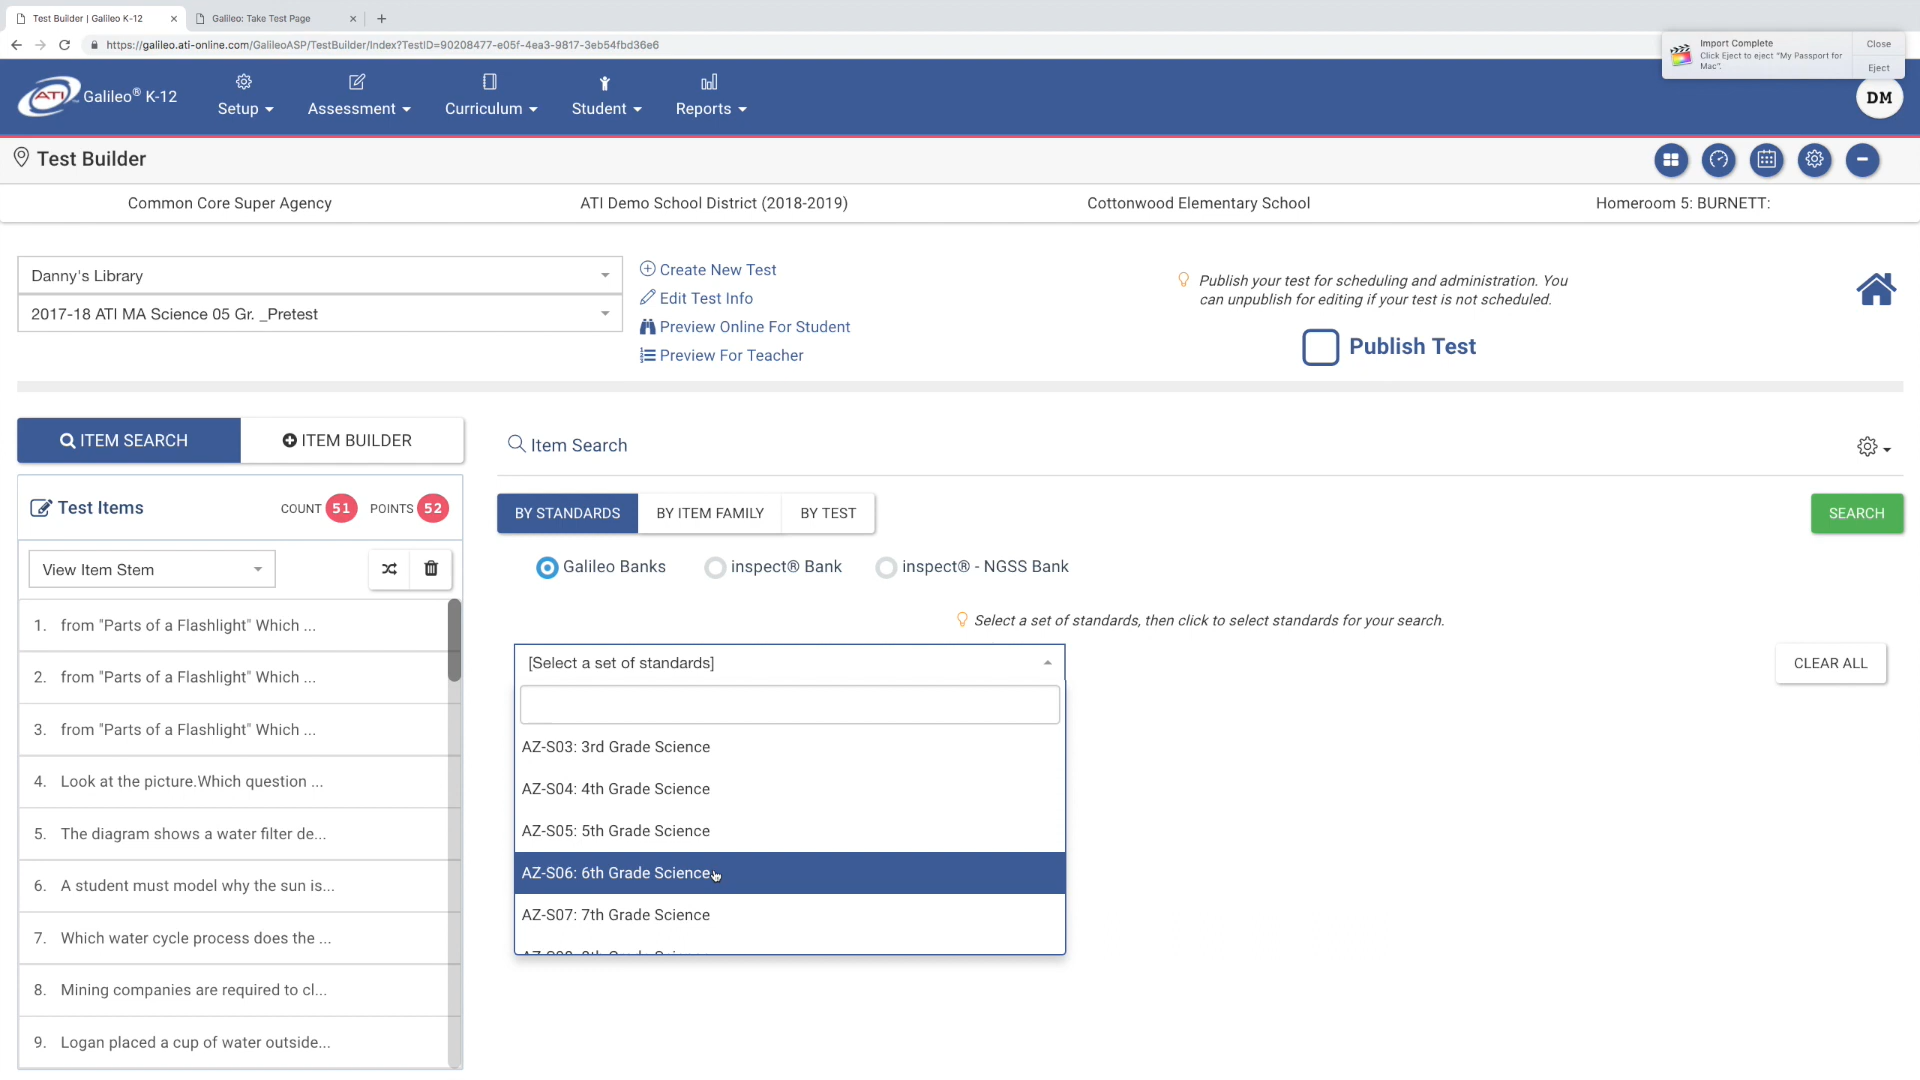 Test Builder | Galileo K-12
Galileo: Take Test Page
https://galileo.ati-online.com/GalileoASP/TestBuilder/Index?TestID=90208477-e05f-4ea3-9817-3eb54fbd36e6
Import Complete
Click Eject to eject "My Passport for Mac".
Close
Eject
ATI Galileo® K-12
Setup
Assessment
Curriculum
Student
Reports
DM
Test Builder
Common Core Super Agency
ATI Demo School District (2018-2019)
Cottonwood Elementary School
Homeroom 5: BURNETT:
Danny's Library
2017-18 ATI MA Science 05 Gr. _Pretest
Create New Test
Edit Test Info
Preview Online For Student
Preview For Teacher
Publish your test for scheduling and administration. You
can unpublish for editing if your test is not scheduled.
Publish Test
ITEM SEARCH
ITEM BUILDER
Test Items
COUNT 51 POINTS 52
View Item Stem
1. from "Parts of a Flashlight" Which ...
2. from "Parts of a Flashlight" Which ...
3. from "Parts of a Flashlight" Which ...
4. Look at the picture.Which question ...
5. The diagram shows a water filter de...
6. A student must model why the sun is...
7. Which water cycle process does the ...
8. Mining companies are required to cl...
9. Logan placed a cup of water outside...
Item Search
BY STANDARDS
BY ITEM FAMILY
BY TEST
SEARCH
Galileo Banks
inspect® Bank
inspect® - NGSS Bank
Select a set of standards, then click to select standards for your search.
[Select a set of standards]
CLEAR ALL
AZ-S03: 3rd Grade Science
AZ-S04: 4th Grade Science
AZ-S05: 5th Grade Science
AZ-S06: 6th Grade Science
AZ-S07: 7th Grade Science